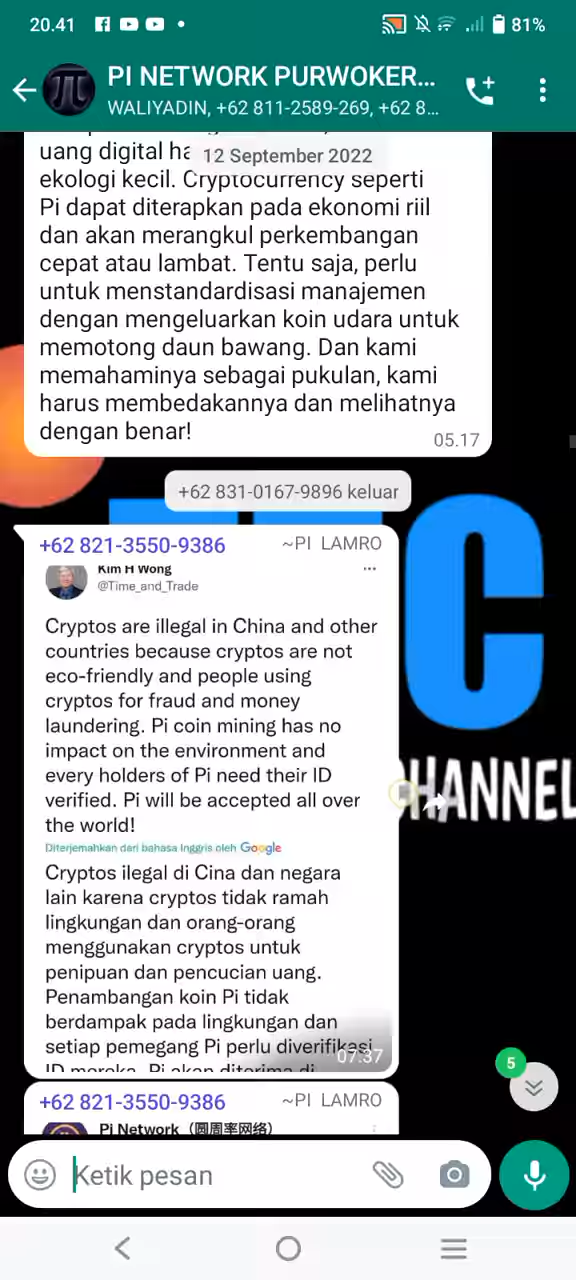 20.41
81%
PI NETWORK PURWOKER...
WALIYADIN, +62 811-2589-269, +62 8...
uang digital
12 September 2022
ekologi kecil. Cryptocurrency seperti
Pi dapat diterapkan pada ekonomi riil
dan akan merangkul perkembangan
cepat atau lambat. Tentu saja, perlu
untuk menstandardisasi manajemen
dengan mengeluarkan koin udara untuk
memotong daun bawang. Dan kami
memahaminya sebagai pukulan, kami
harus membedakannya dan melihatnya
dengan benar!
05.17
+62 831-0167-9896 keluar
+62 821-3550-9386 ~PI LAMRO
Kim H Wong
@Time_and_Trade
Cryptos are illegal in China and other
countries because cryptos are not
eco-friendly and people using
cryptos for fraud and money
laundering. Pi coin mining has no
impact on the environment and
every holders of Pi need their ID
verified. Pi will be accepted all over
the world!
Diterjemahkan dari bahasa Inggris oleh Google
Cryptos ilegal di Cina dan negara
lain karena cryptos tidak ramah
lingkungan dan orang-orang
menggunakan cryptos untuk
penipuan dan pencucian uang.
Penambangan koin Pi tidak
berdampak pada lingkungan dan
setiap pemegang Pi perlu diverifikasi
ID mereka. Pi akan diterima di
07.37
C
HANNEL
5
+62 821-3550-9386 ~PI LAMRO
Pi Network（圆周率网络）
Ketik pesan